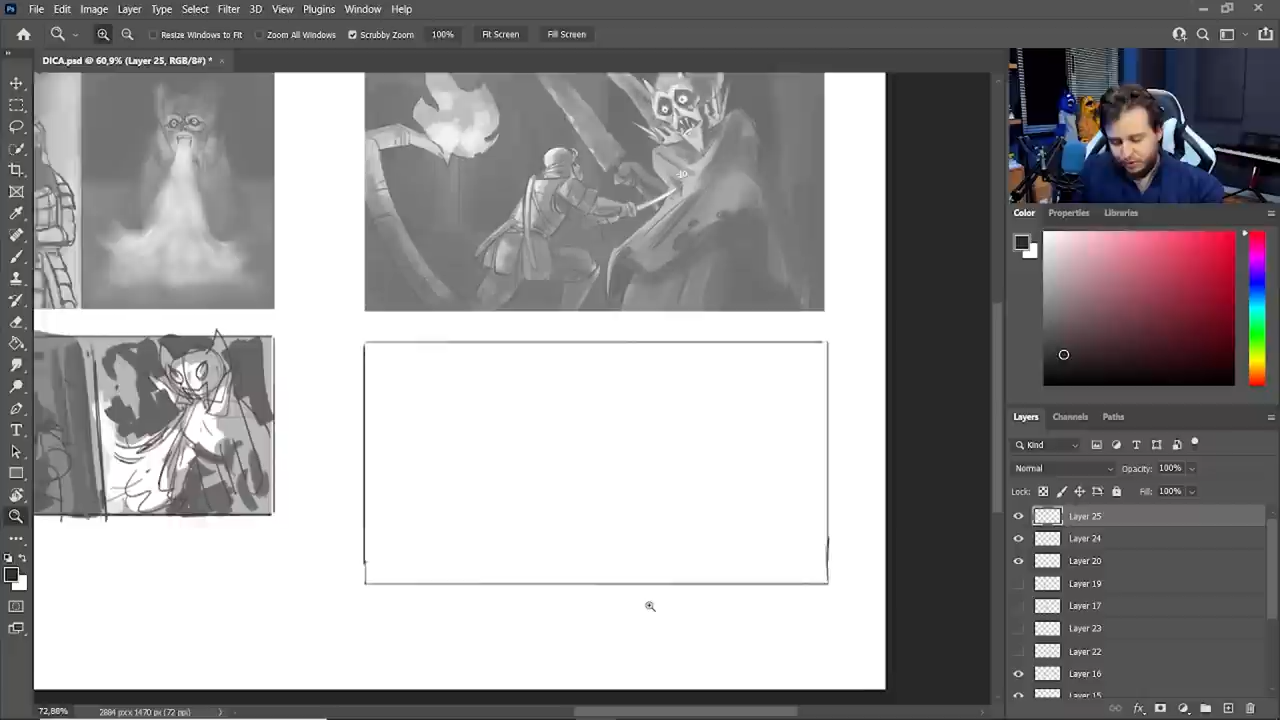 Ps File Edit Image Layer Type Select Filter 3D View Plugins Window Help
Resize Windows to Fit Zoom All Windows Scrubby Zoom 100% Fit Screen Fill Screen
DICA.psd @ 60,9% (Layer 25, RGB/8#) * ×
Color Properties Libraries
Layers Channels Paths
Kind
Normal Opacity: 100%
Lock: Fill: 100%
Layer 25
Layer 24
Layer 20
Layer 19
Layer 17
Layer 23
Layer 22
Layer 16
Layer 15
72,88% 2884 px x 1470 px (72 ppi)